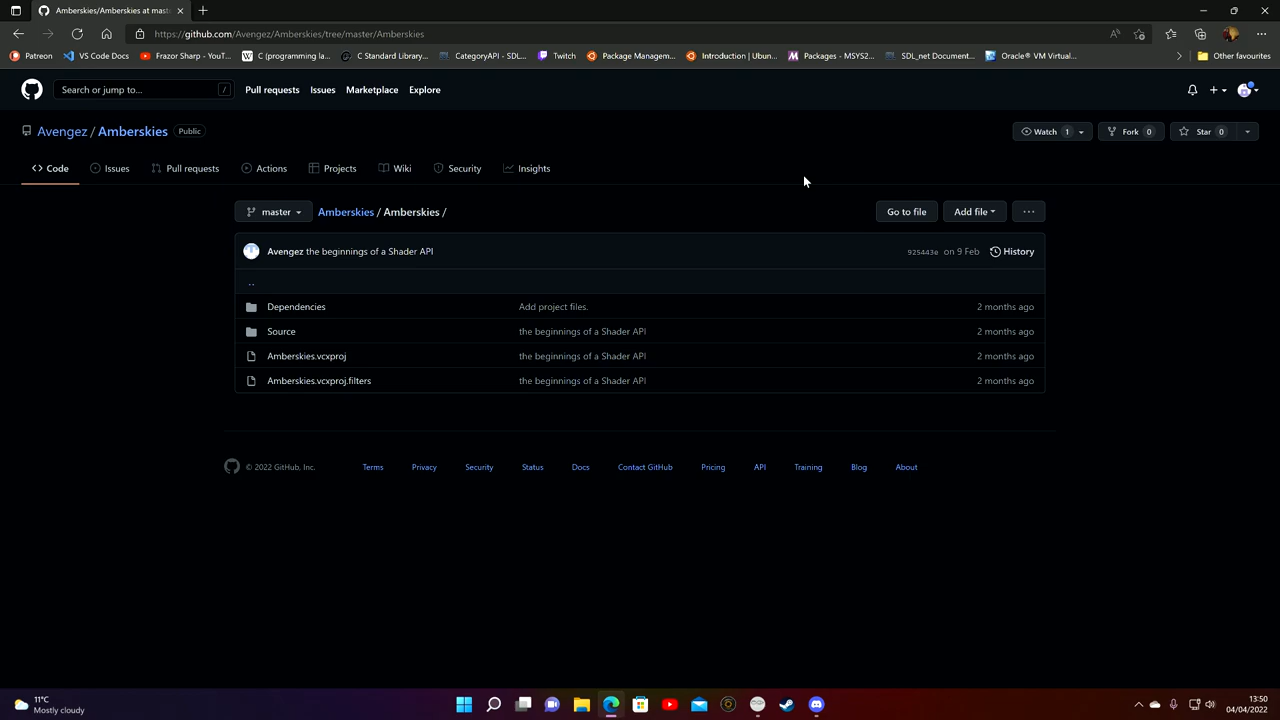 Amberskies/Amberskies at mast
https://github.com/Avengez/Amberskies/tree/master/Amberskies
Patreon VS Code Docs Frazor Sharp - YouT... C (programming la... C Standard Library... CategoryAPI - SDL... Twitch Package Managem... Introduction | Ubun... Packages - MSYS2... SDL_net Document... Oracle® VM Virtual... Other favourites
Search or jump to... / Pull requests Issues Marketplace Explore
Avengez / Amberskies Public Watch 1 Fork 0 Star 0
Code Issues Pull requests Actions Projects Wiki Security Insights
master Amberskies / Amberskies / Go to file Add file ...
Avengez the beginnings of a Shader API 925443e on 9 Feb History
..
Dependencies Add project files. 2 months ago
Source the beginnings of a Shader API 2 months ago
Amberskies.vcxproj the beginnings of a Shader API 2 months ago
Amberskies.vcxproj.filters the beginnings of a Shader API 2 months ago
© 2022 GitHub, Inc. Terms Privacy Security Status Docs Contact GitHub Pricing API Training Blog About
11°C 13:50
Mostly cloudy 04/04/2022